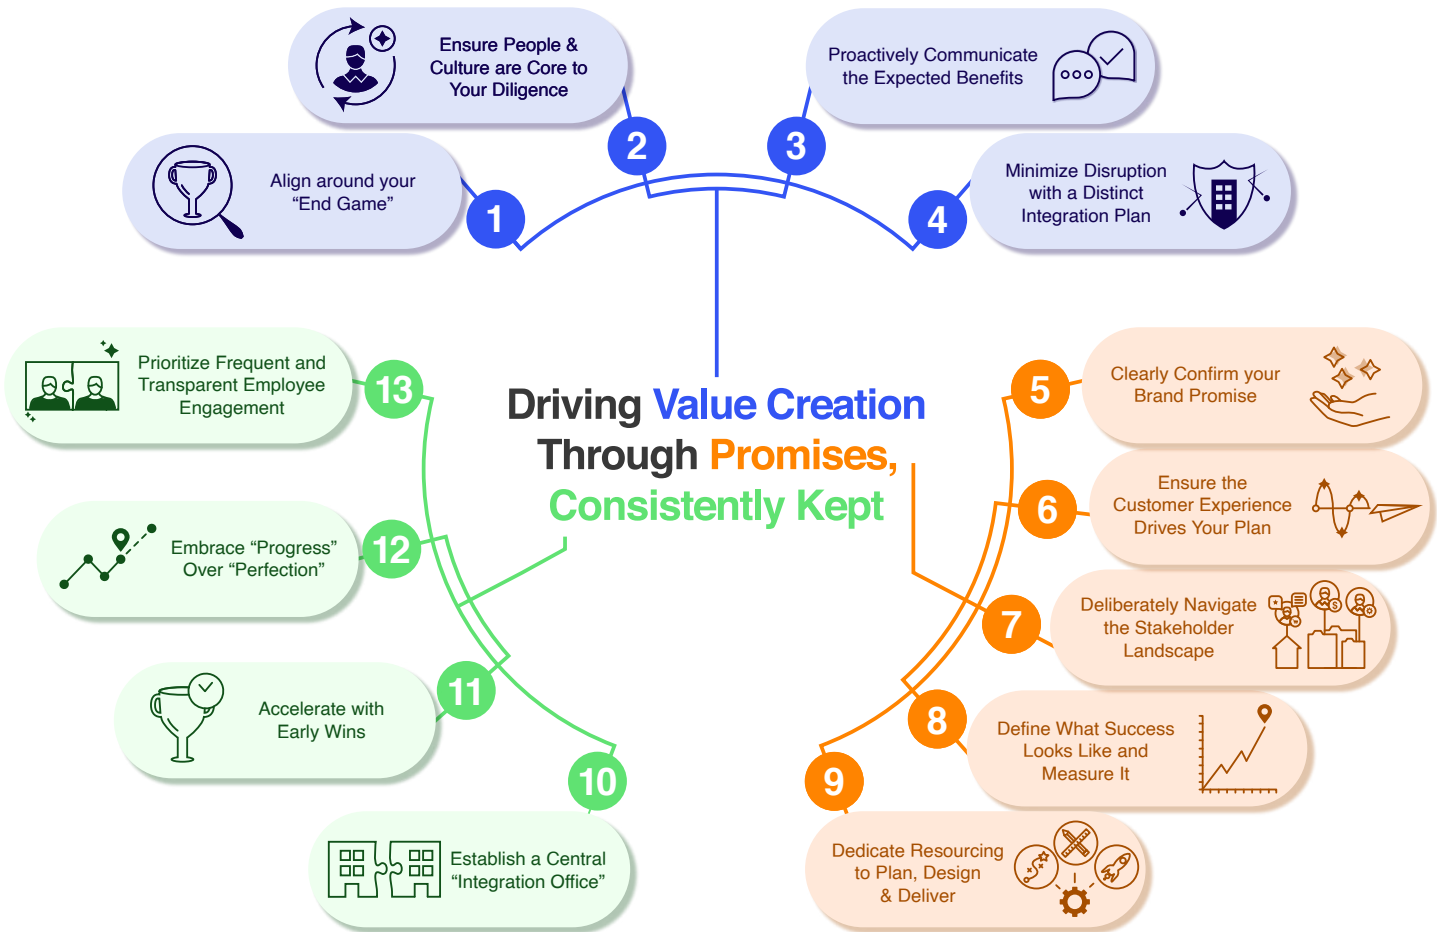 Driving Value Creation
Through Promises,
Consistently Kept
1
Align around your
“End Game”
2
Ensure People &
Culture are Core to
Your Diligence
3
Proactively Communicate
the Expected Benefits
4
Minimize Disruption
with a Distinct
Integration Plan
5
Clearly Confirm your
Brand Promise
6
Ensure the
Customer Experience
Drives Your Plan
7
Deliberately Navigate
the Stakeholder
Landscape
$
8
Define What Success
Looks Like and
Measure It
9
Dedicate Resourcing
to Plan, Design
& Deliver
10
Establish a Central
“Integration Office”
11
Accelerate with
Early Wins
12
Embrace “Progress”
Over “Perfection”
13
Prioritize Frequent and
Transparent Employee
Engagement